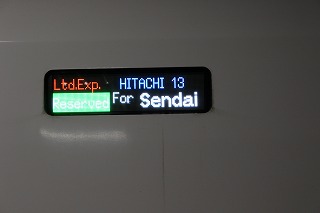 Ltd.Exp. HITACHI 13
Reserved For Sendai